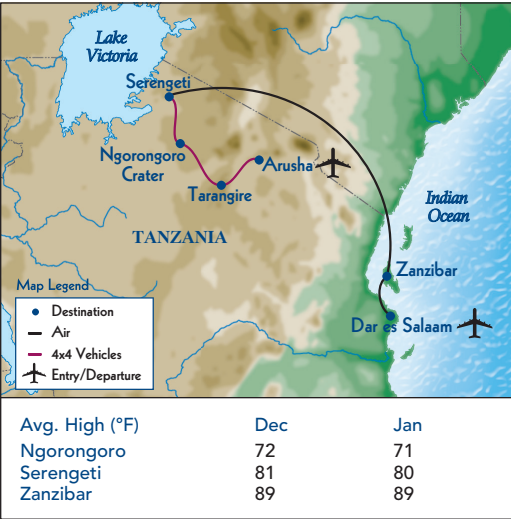 Lake
Victoria
Serengeti
Ngorongoro
Crater
Arusha
Tarangire
Indian
Ocean
TANZANIA
Zanzibar
Map Legend
Destination
Air
4x4 Vehicles
Entry/Departure
Dar es Salaam
Avg. High (°F) Dec Jan
Ngorongoro 72 71
Serengeti 81 80
Zanzibar 89 89